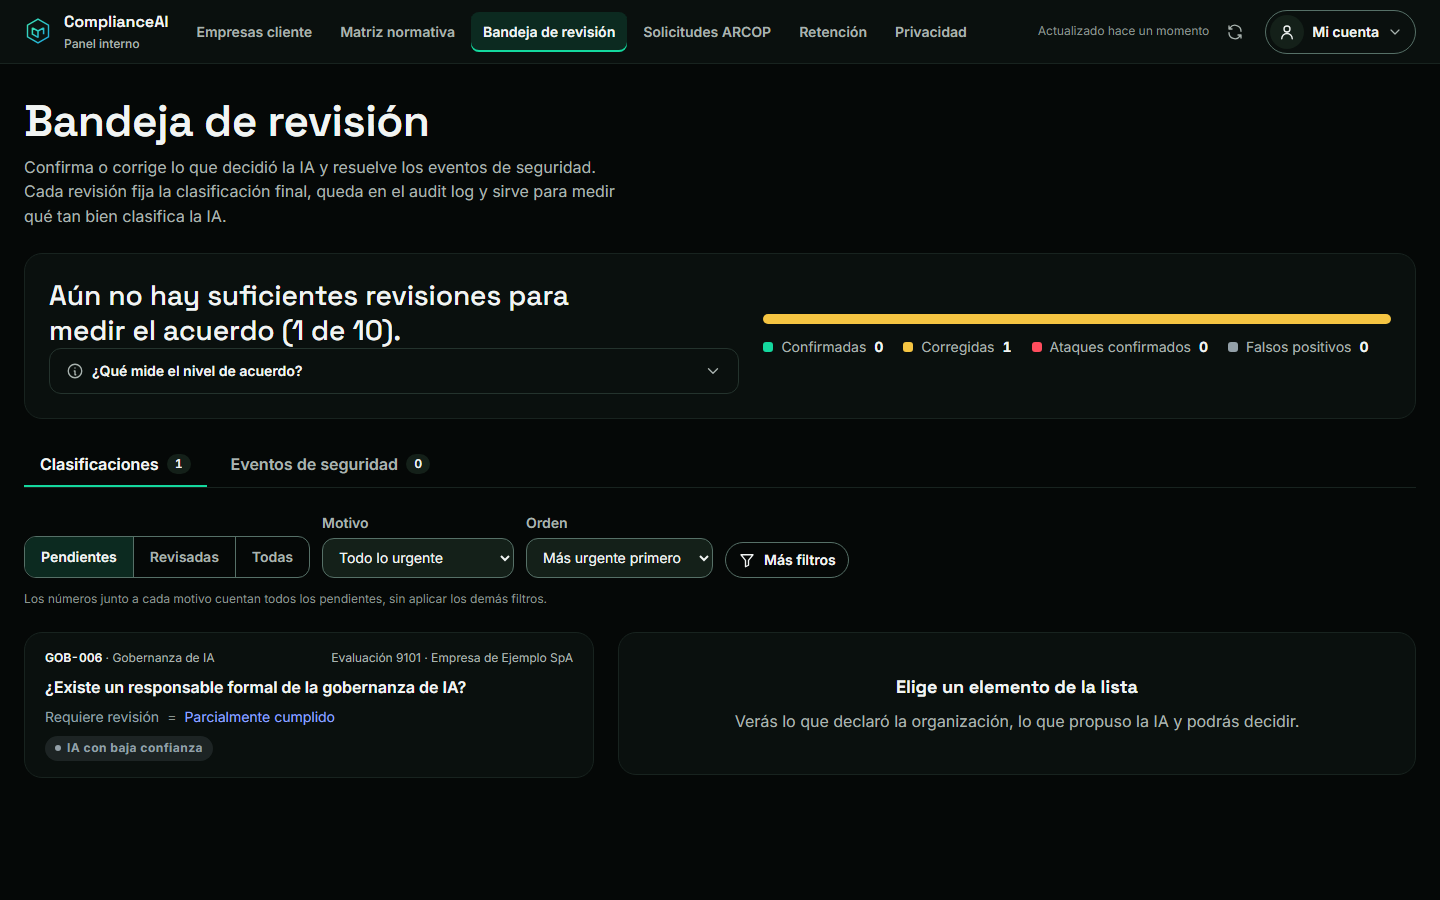 ComplianceAI
Panel interno
Empresas cliente
Matriz normativa
Bandeja de revisión
Solicitudes ARCOP
Retención
Privacidad
Actualizado hace un momento
Mi cuenta
Bandeja de revisión
Confirma o corrige lo que decidió la IA y resuelve los eventos de seguridad.
Cada revisión fija la clasificación final, queda en el audit log y sirve para medir
qué tan bien clasifica la IA.
Aún no hay suficientes revisiones para
medir el acuerdo (1 de 10).
¿Qué mide el nivel de acuerdo?
Confirmadas 0
Corregidas 1
Ataques confirmados 0
Falsos positivos 0
Clasificaciones 1
Eventos de seguridad 0
Pendientes
Revisadas
Todas
Motivo
Todo lo urgente
Orden
Más urgente primero
Más filtros
Los números junto a cada motivo cuentan todos los pendientes, sin aplicar los demás filtros.
GOB-006 · Gobernanza de IA
Evaluación 9101 · Empresa de Ejemplo SpA
¿Existe un responsable formal de la gobernanza de IA?
Requiere revisión = Parcialmente cumplido
IA con baja confianza
Elige un elemento de la lista
Verás lo que declaró la organización, lo que propuso la IA y podrás decidir.